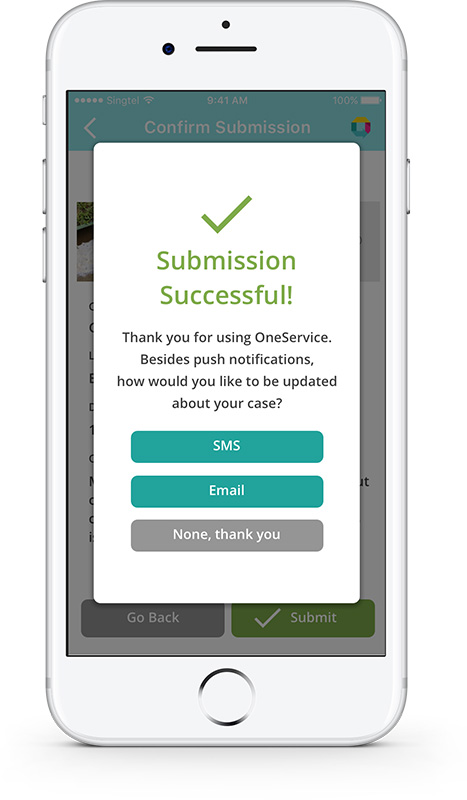 Singtel 9:41 AM 100%
Confirm Submission
Submission
Successful!
Thank you for using OneService.
Besides push notifications,
how would you like to be updated
about your case?
SMS
Email
None, thank you
Go Back
Submit